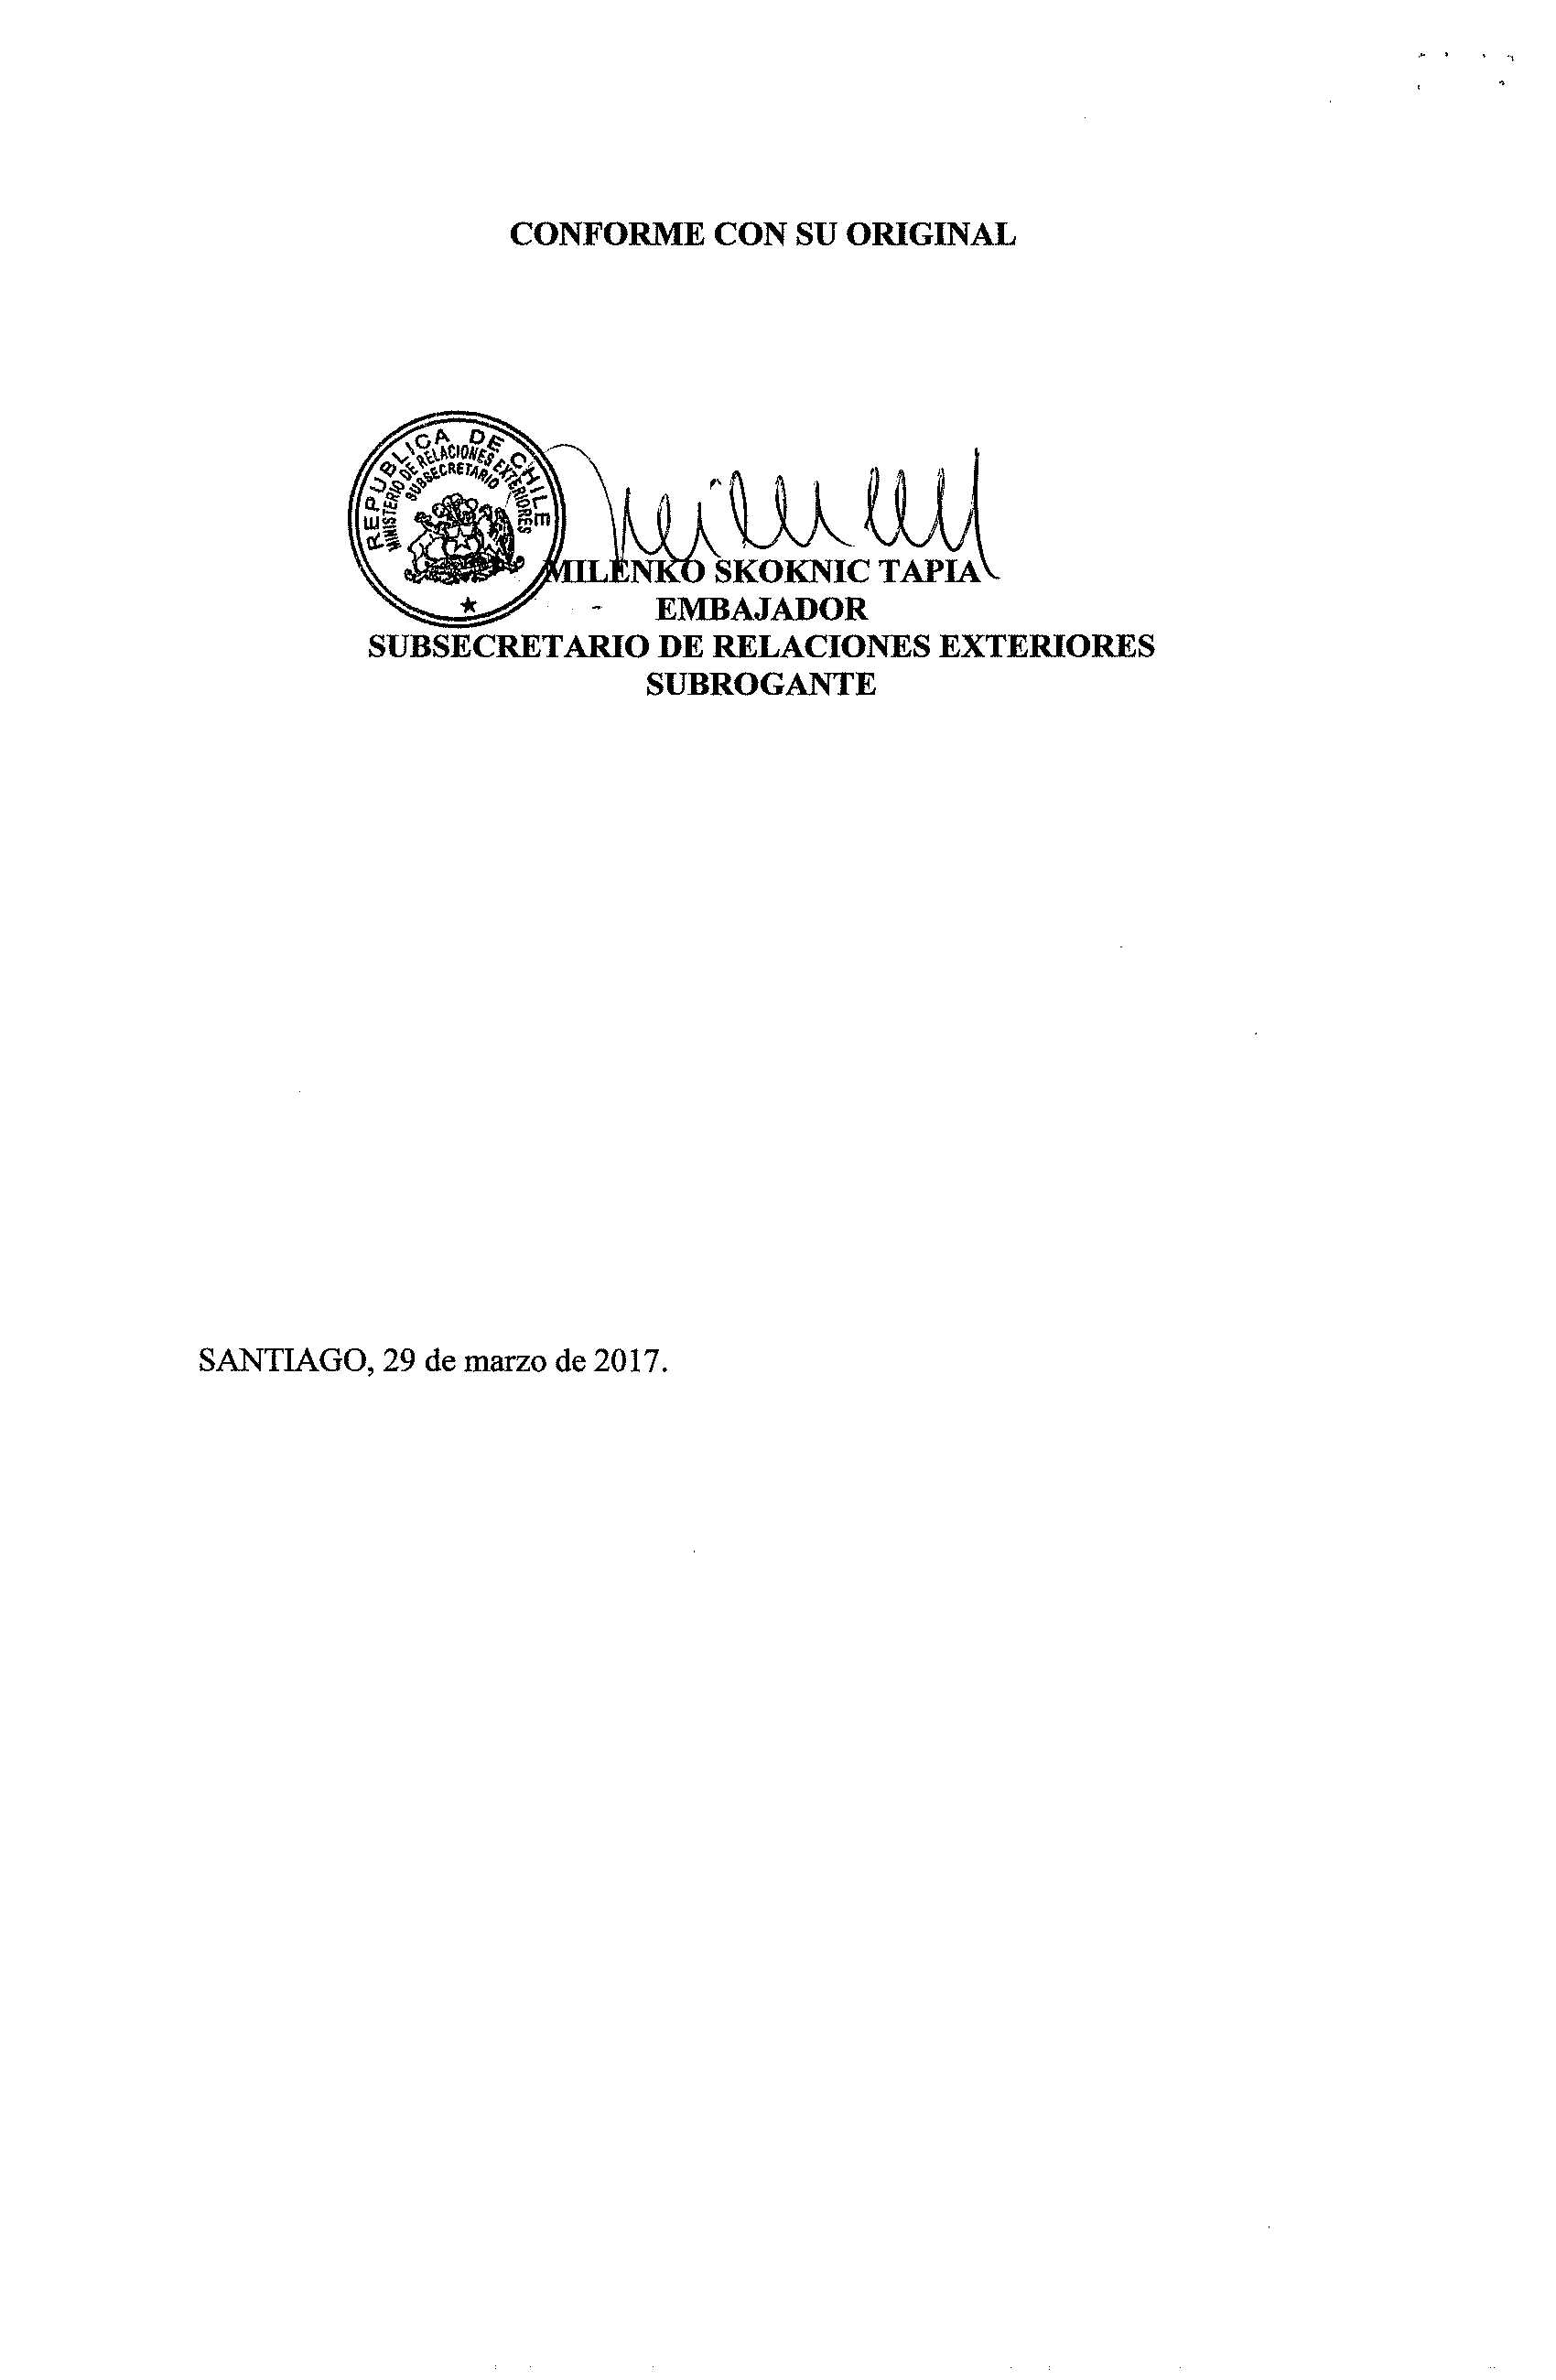 CONFORME CON SU ORIGINAL
REPUBLICA DE CHILE
MINISTERIO DE RELACIONES EXTERIORES
SUBSECRETARIO
MILENKO SKOKNIC TAPIA
EMBAJADOR
SUBSECRETARIO DE RELACIONES EXTERIORES
SUBROGANTE
SANTIAGO, 29 de marzo de 2017.